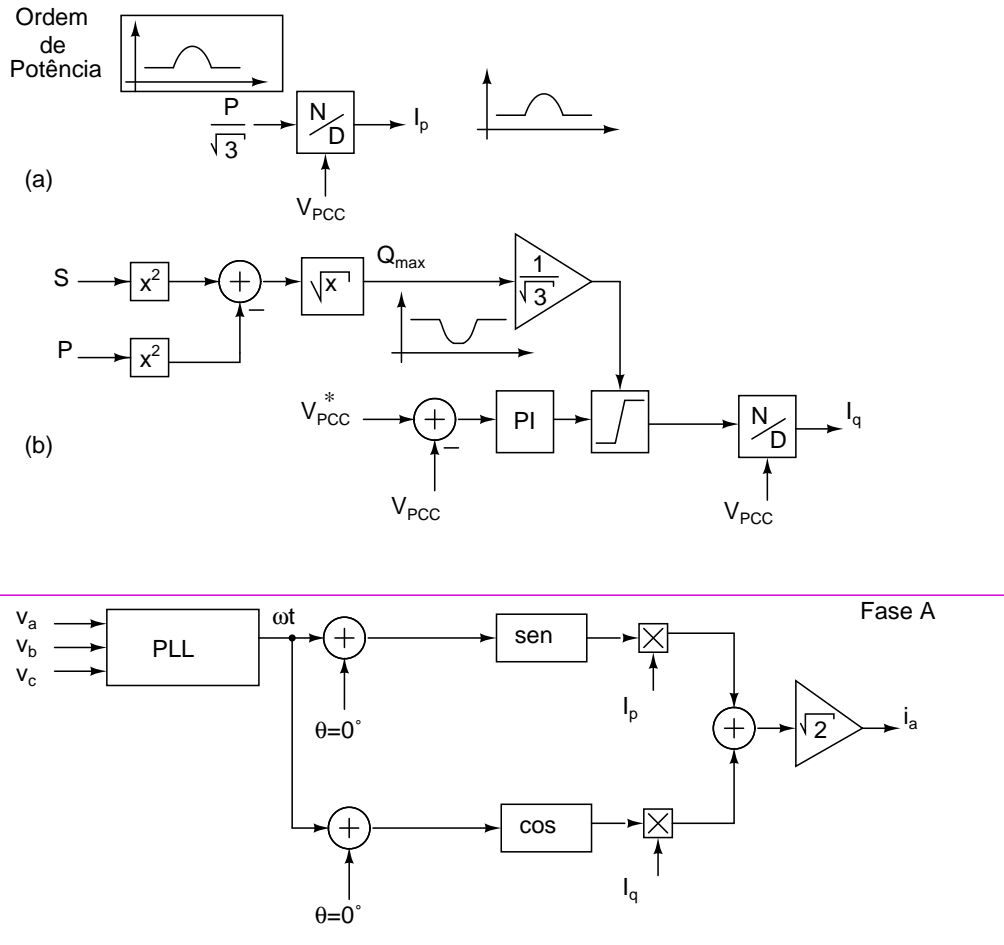 Ordem
de
Potência
P
√3
N/D
I_p
V_PCC
(a)
S
x²
√x
Q_max
1
√3
P
x²
V_PCC*
PI
N/D
I_q
(b)
V_PCC
V_PCC
Fase A
v_a
v_b
v_c
PLL
ωt
sen
I_p
θ=0°
√2
i_a
cos
I_q
θ=0°